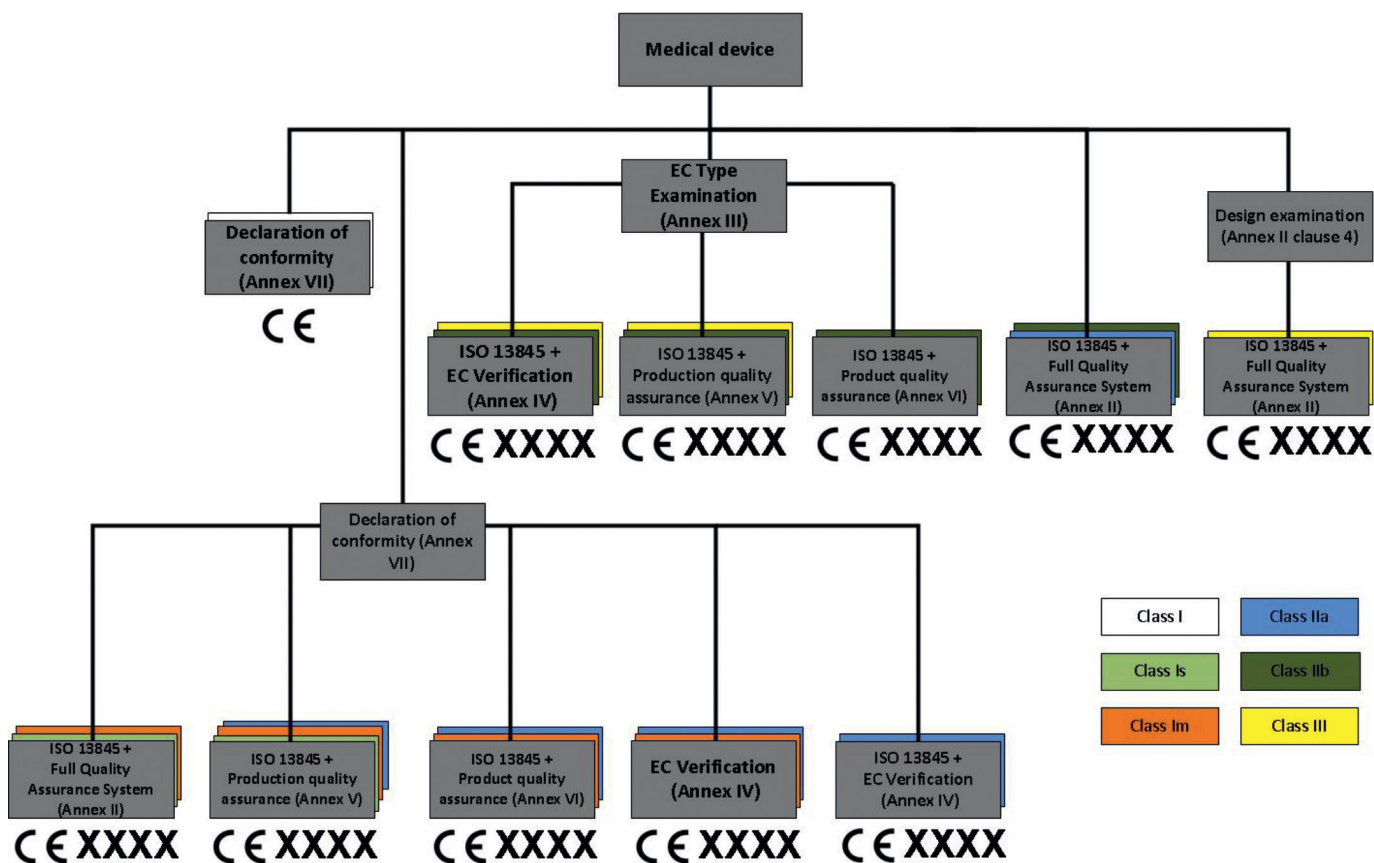 Medical device
EC Type
Examination
(Annex III)
Declaration of
conformity
(Annex VII)
CE
Design examination
(Annex II clause 4)
ISO 13845 +
EC Verification
(Annex IV)
CE XXXX
ISO 13845 +
Production quality
assurance (Annex V)
CE XXXX
ISO 13845 +
Product quality
assurance (Annex VI)
CE XXXX
ISO 13845 +
Full Quality
Assurance System
(Annex II)
CE XXXX
ISO 13845 +
Full Quality
Assurance System
(Annex II)
CE XXXX
Declaration of
conformity (Annex
VII)
ISO 13845 +
Full Quality
Assurance System
(Annex II)
CE XXXX
ISO 13845 +
Production quality
assurance (Annex V)
CE XXXX
ISO 13845 +
Product quality
assurance (Annex VI)
CE XXXX
EC Verification
(Annex IV)
CE XXXX
ISO 13845 +
EC Verification
(Annex IV)
CE XXXX
Class I
Class IIa
Class Is
Class IIb
Class Im
Class III